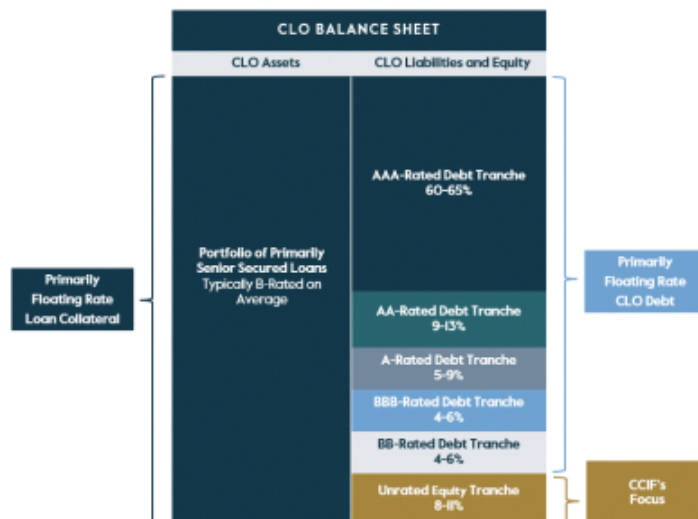 CLO BALANCE SHEET
CLO Assets
CLO Liabilities and Equity
Primarily
Floating Rate
Loan Collateral
Portfolio of Primarily
Senior Secured Loans
Typically B-Rated on
Average
AAA-Rated Debt Tranche
60-65%
AA-Rated Debt Tranche
9-13%
A-Rated Debt Tranche
5-9%
BBB-Rated Debt Tranche
4-6%
BB-Rated Debt Tranche
4-6%
Unrated Equity Tranche
8-11%
Primarily
Floating Rate
CLO Debt
CCIF's
Focus